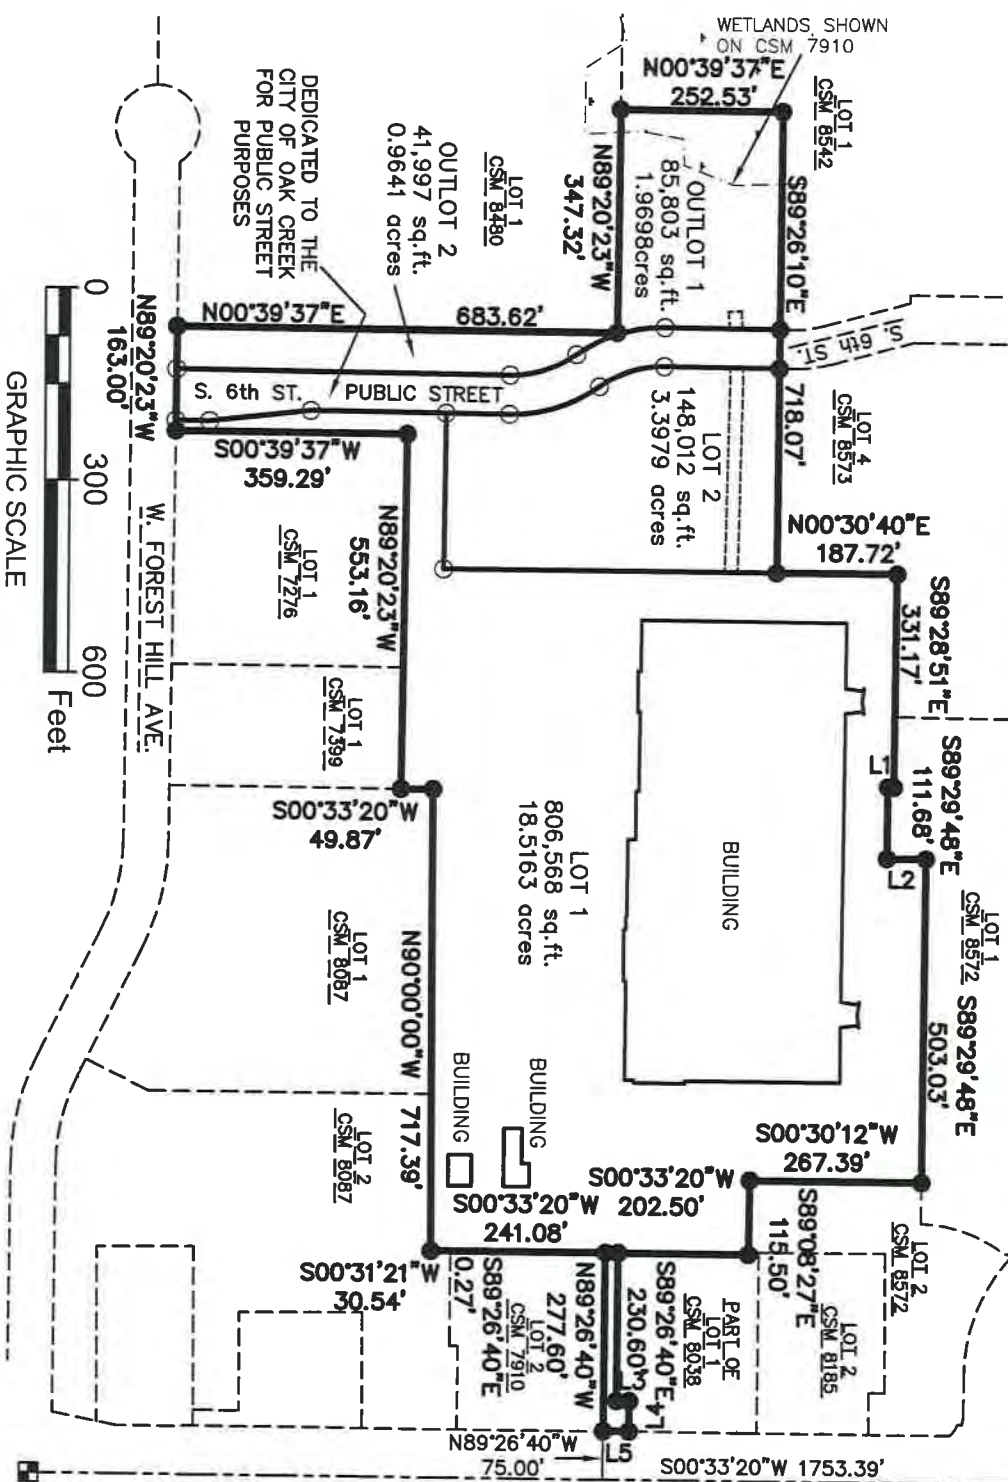 WETLANDS SHOWN
ON CSM 7910
N00°39'37"E
252.53'
LOT 1
CSM 8542
S89°26'10"E
718.07'
OUTLOT 1
85,803 sq.ft.
1.9698cres
N89°20'23"W
347.32'
LOT 1
CSM 8480
OUTLOT 2
41,997 sq.ft.
0.9641 acres
DEDICATED TO THE
CITY OF OAK CREEK
FOR PUBLIC STREET
PURPOSES
N00°39'37"E
683.62'
S. 6th ST.
PUBLIC STREET
S. 6th ST.
LOT 4
CSM 8573
LOT 2
148,012 sq.ft.
3.3979 acres
N00°30'40"E
187.72'
N89°20'23"W
163.00'
S00°39'37"W
359.29'
N89°20'23"W
553.16'
LOT 1
CSM 7276
LOT 1
CSM 7399
W. FOREST HILL AVE.
0
300
600
Feet
GRAPHIC SCALE
S89°28'51"E
331.17'
L1
S89°29'48"E
111.68'
L2
LOT 1
CSM 8572
S89°29'48"E
503.03'
BUILDING
LOT 1
806,568 sq.ft.
18.5163 acres
S00°33'20"W
49.87'
LOT 1
CSM 8087
N90°00'00"W
717.39'
LOT 2
CSM 8087
BUILDING
BUILDING
S00°30'12"W
267.39'
S00°33'20"W
202.50'
S00°33'20"W
241.08'
S89°08'27"E
115.50'
LOT 2
CSM 8572
LOT 2
CSM 8185
PART OF
LOT 1
CSM 8038
S89°26'40"E
230.60'
L3
L4
L5
N89°26'40"W
277.60'
LOT 2
CSM 7910
S89°26'40"E
0.27'
S00°31'21"W
30.54'
N89°26'40"W
75.00'
S00°33'20"W 1753.39'